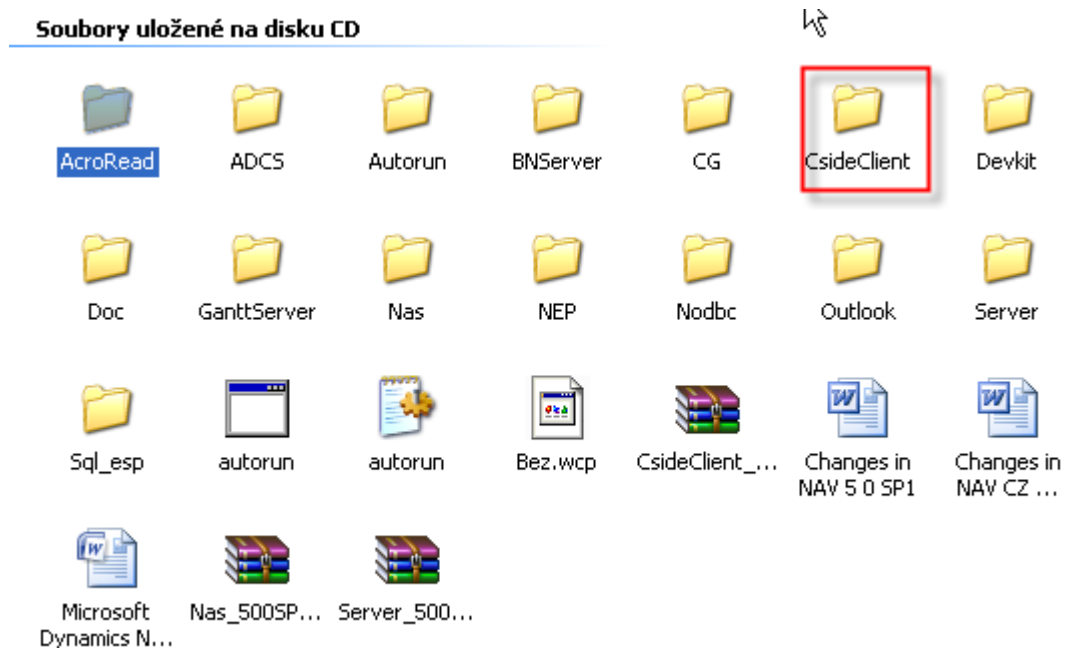 Soubory uložené na disku CD
AcroRead ADCS Autorun BNServer CG CsideClient Devkit
Doc GanttServer Nas NEP Nodbc Outlook Server
Sql_esp autorun autorun Bez.wcp CsideClient_... Changes in Changes in
NAV 5 0 SP1 NAV CZ ...
Microsoft Nas_500SP... Server_500...
Dynamics N...